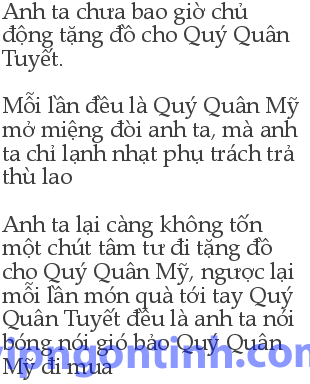 Anh ta chưa bao giờ chủ
động tặng đồ cho Quý Quân
Tuyết.
Mỗi lần đều là Quý Quân Mỹ
mở miệng đòi anh ta, mà anh
ta chỉ lạnh nhạt phụ trách trả
thù lao
Anh ta lại càng không tốn
một chút tâm tư đi tặng đồ
cho Quý Quân Mỹ, ngược lại
mỗi lần món quà tới tay Quý
Quân Tuyết đều là anh ta nói
bóng nói gió bảo Quý Quân
Mỹ đi mua
vipngontinh.com